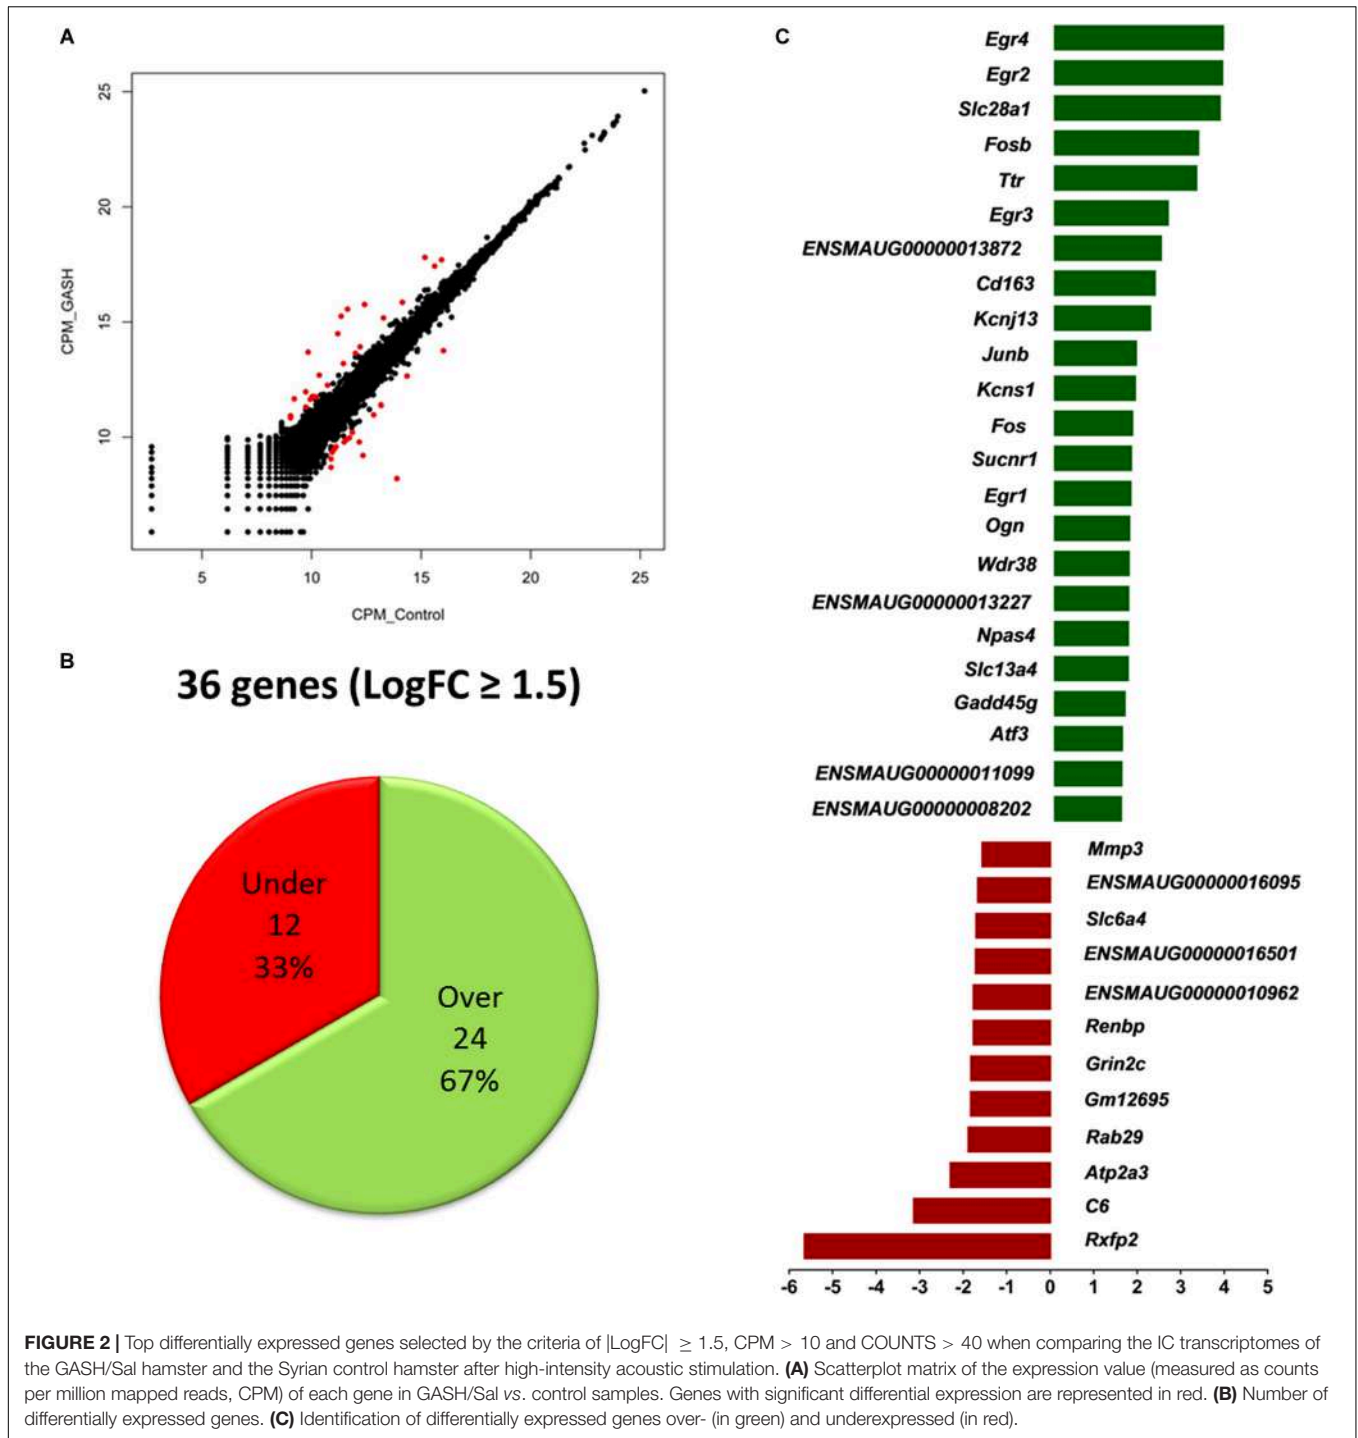 A
25
20
15
10
CPM_GASH
5 10 15 20 25
CPM_Control
B
36 genes (LogFC ≥ 1.5)
Under
12
33%
Over
24
67%
C
Egr4
Egr2
Slc28a1
Fosb
Ttr
Egr3
ENSMAUG00000013872
Cd163
Kcnj13
Junb
Kcns1
Fos
Sucnr1
Egr1
Ogn
Wdr38
ENSMAUG00000013227
Npas4
Slc13a4
Gadd45g
Atf3
ENSMAUG00000011099
ENSMAUG00000008202
Mmp3
ENSMAUG00000016095
Slc6a4
ENSMAUG00000016501
ENSMAUG00000010962
Renbp
Grin2c
Gm12695
Rab29
Atp2a3
C6
Rxfp2
-6 -5 -4 -3 -2 -1 0 1 2 3 4 5
FIGURE 2 | Top differentially expressed genes selected by the criteria of |LogFC| ≥ 1.5, CPM > 10 and COUNTS > 40 when comparing the IC transcriptomes of
the GASH/Sal hamster and the Syrian control hamster after high-intensity acoustic stimulation. (A) Scatterplot matrix of the expression value (measured as counts
per million mapped reads, CPM) of each gene in GASH/Sal vs. control samples. Genes with significant differential expression are represented in red. (B) Number of
differentially expressed genes. (C) Identification of differentially expressed genes over- (in green) and underexpressed (in red).